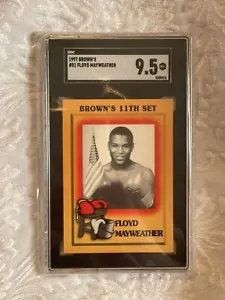 1997 BROWN'S
#51 FLOYD MAYWEATHER
9.5
BROWN'S 11TH SET
FLOYD
MAYWEATHER